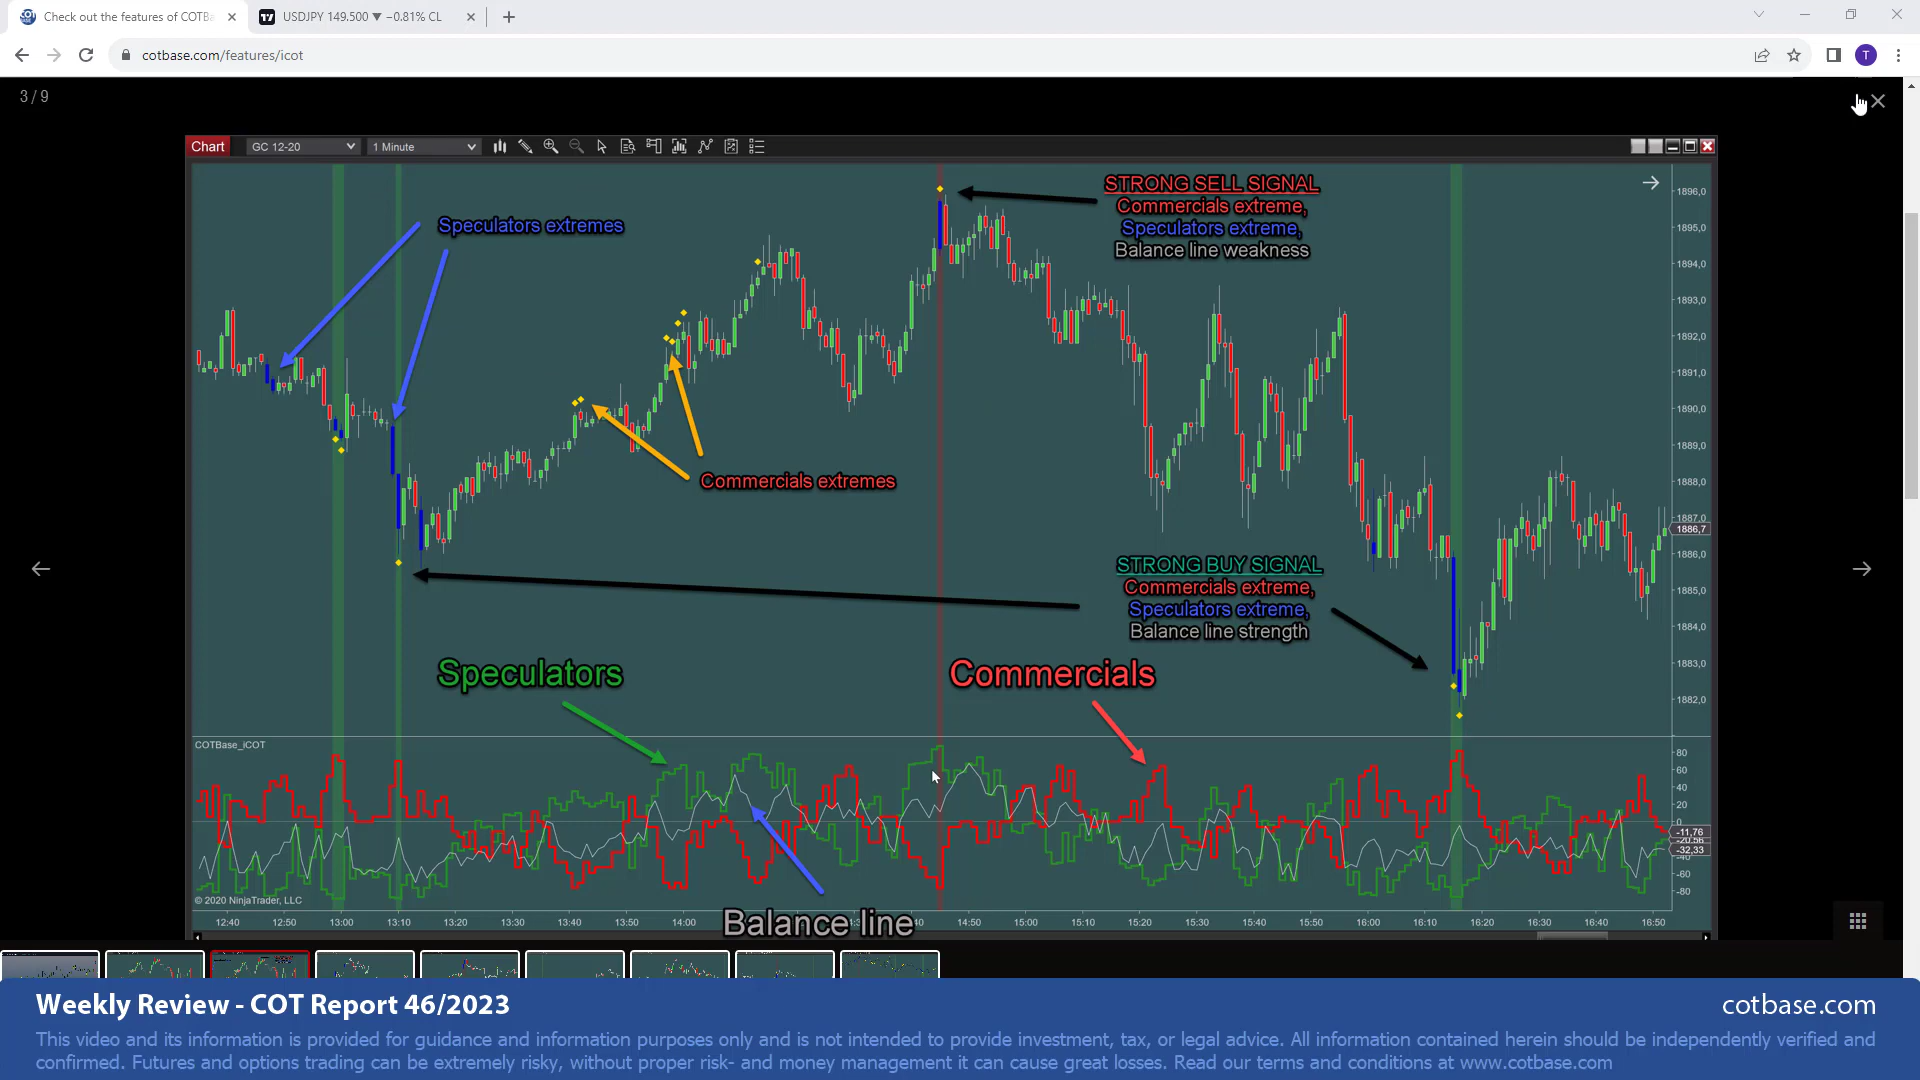 Check out the features of COTBa
USDJPY 149.500 ▼ −0.81% CL
cotbase.com/features/icot
T
3 / 9
Chart
GC 12-20
1 Minute
Speculators extremes
STRONG SELL SIGNAL
Commercials extreme,
Speculators extreme,
Balance line weakness
Commercials extremes
STRONG BUY SIGNAL
Commercials extreme,
Speculators extreme,
Balance line strength
Speculators
Commercials
1896,0
1895,0
1894,0
1893,0
1892,0
1891,0
1890,0
1889,0
1888,0
1887,0
1886,7
1886,0
1885,0
1884,0
1883,0
1882,0
COTBase_iCOT
80
60
40
20
0
-11,76
-32,33
-60
-80
© 2020 NinjaTrader, LLC
12:40 12:50 13:00 13:10 13:20 13:30 13:40 13:50 14:00 14:50 15:00 15:10 15:20 15:30 15:40 15:50 16:00 16:10 16:20 16:30 16:40 16:50
Balance line
Weekly Review - COT Report 46/2023
cotbase.com
This video and its information is provided for guidance and information purposes only and is not intended to provide investment, tax, or legal advice. All information contained herein should be independently verified and
confirmed. Futures and options trading can be extremely risky, without proper risk- and money management it can cause great losses. Read our terms and conditions at www.cotbase.com